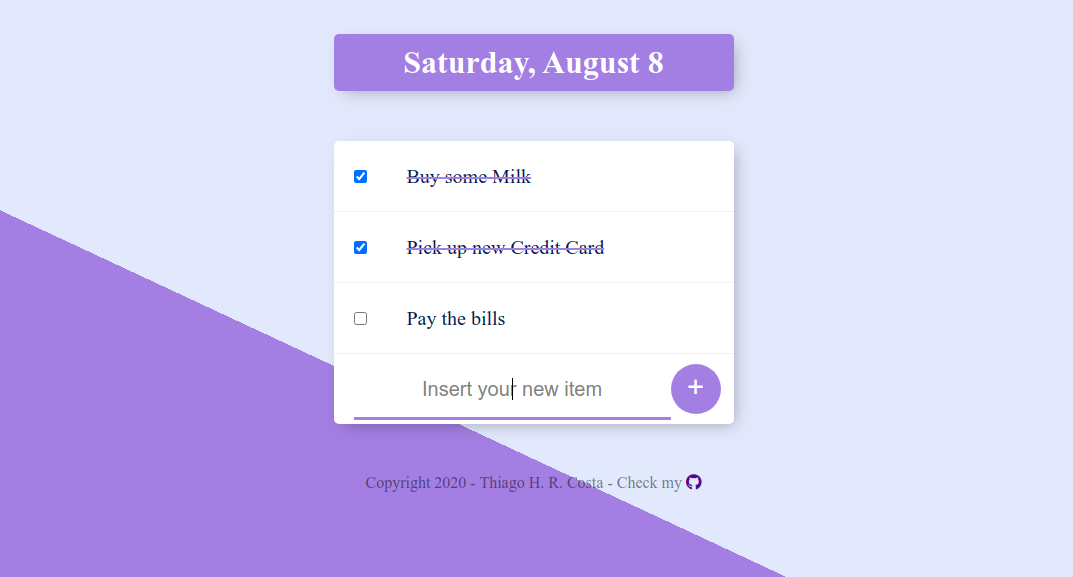 Saturday, August 8
Buy some Milk
Pick up new Credit Card
Pay the bills
Insert your new item
+
Copyright 2020 - Thiago H. R. Costa - Check my